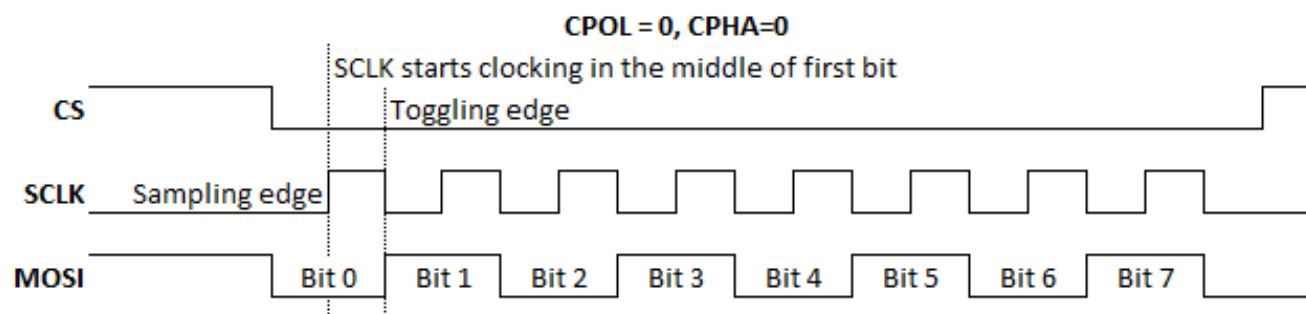 CPOL = 0, CPHA=0
SCLK starts clocking in the middle of first bit
CS
Toggling edge
SCLK
Sampling edge
MOSI
Bit 0
Bit 1
Bit 2
Bit 3
Bit 4
Bit 5
Bit 6
Bit 7